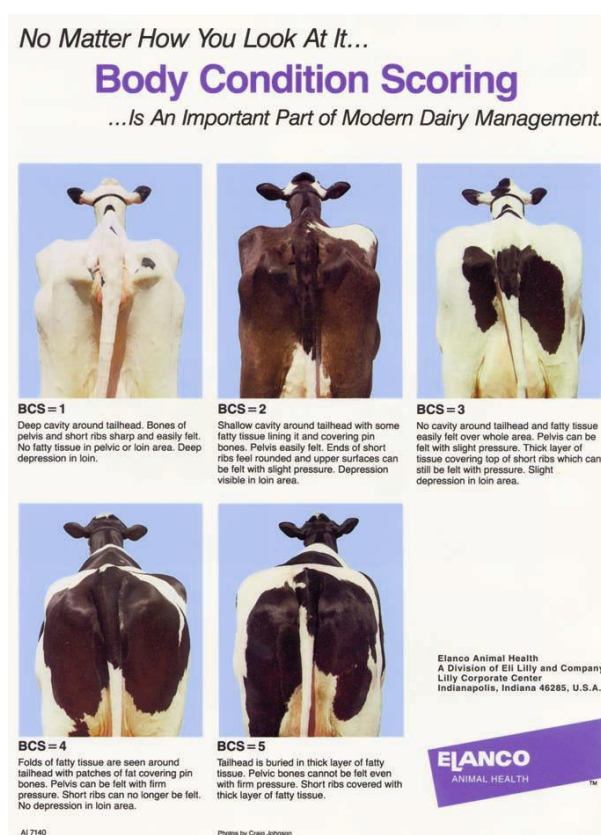 No Matter How You Look At It...
Body Condition Scoring
...Is An Important Part of Modern Dairy Management.
BCS=1
Deep cavity around tailhead. Bones of
pelvis and short ribs sharp and easily felt.
No fatty tissue in pelvic or loin area. Deep
depression in loin.
BCS=2
Shallow cavity around tailhead with some
fatty tissue lining it and covering pin
bones. Pelvis easily felt. Ends of short
ribs feel rounded and upper surfaces can
be felt with slight pressure. Depression
visible in loin area.
BCS=3
No cavity around tailhead and fatty tissue
easily felt over whole area. Pelvis can be
felt with slight pressure. Thick layer of
tissue covering top of short ribs which can
still be felt with pressure. Slight
depression in loin area.
BCS=4
Folds of fatty tissue are seen around
tailhead with patches of fat covering pin
bones. Pelvis can be felt with firm
pressure. Short ribs can no longer be felt.
No depression in loin area.
BCS=5
Tailhead is buried in thick layer of fatty
tissue. Pelvic bones cannot be felt even
with firm pressure. Short ribs covered with
thick layer of fatty tissue.
Elanco Animal Health
A Division of Eli Lilly and Company
Lilly Corporate Center
Indianapolis, Indiana 46285, U.S.A.
ELANCO
ANIMAL HEALTH
TM
AI 7140
Photos by Craig Johnson